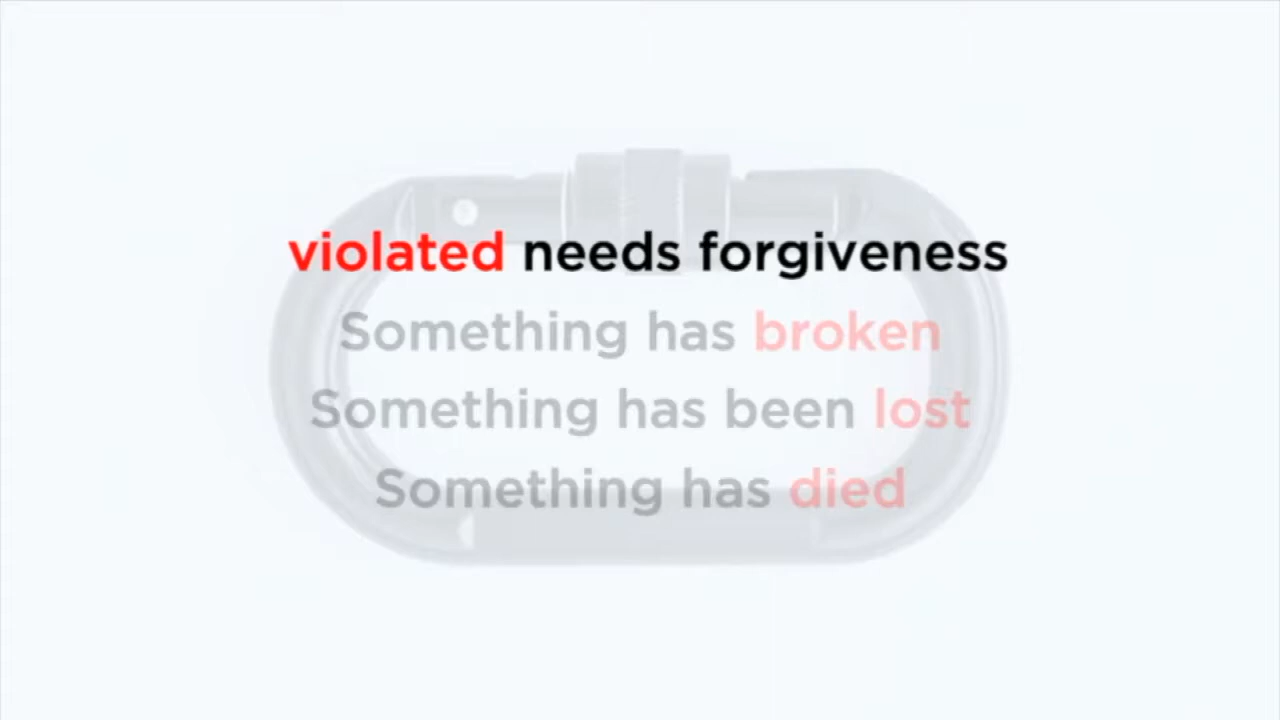 violated needs forgiveness
Something has broken
Something has been lost
Something has died